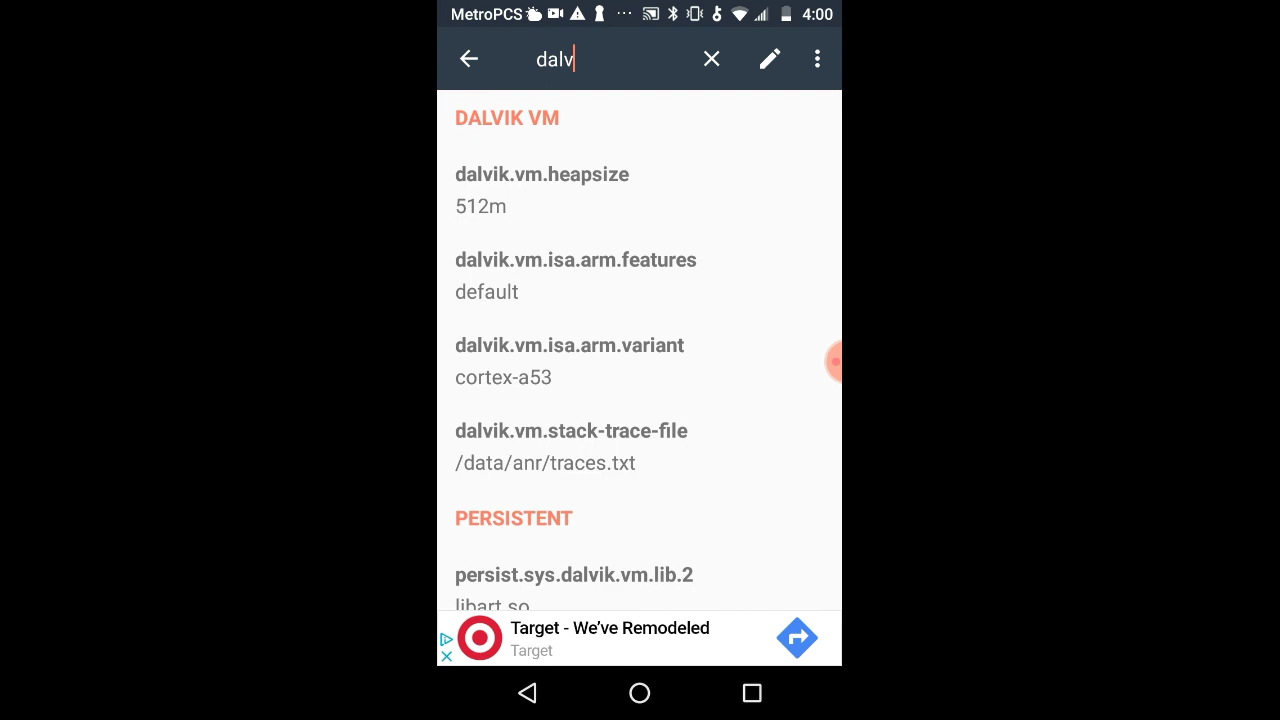 MetroPCS 4:00
dalv
DALVIK VM
dalvik.vm.heapsize
512m
dalvik.vm.isa.arm.features
default
dalvik.vm.isa.arm.variant
cortex-a53
dalvik.vm.stack-trace-file
/data/anr/traces.txt
PERSISTENT
persist.sys.dalvik.vm.lib.2
libart.so
Target - We’ve Remodeled
Target